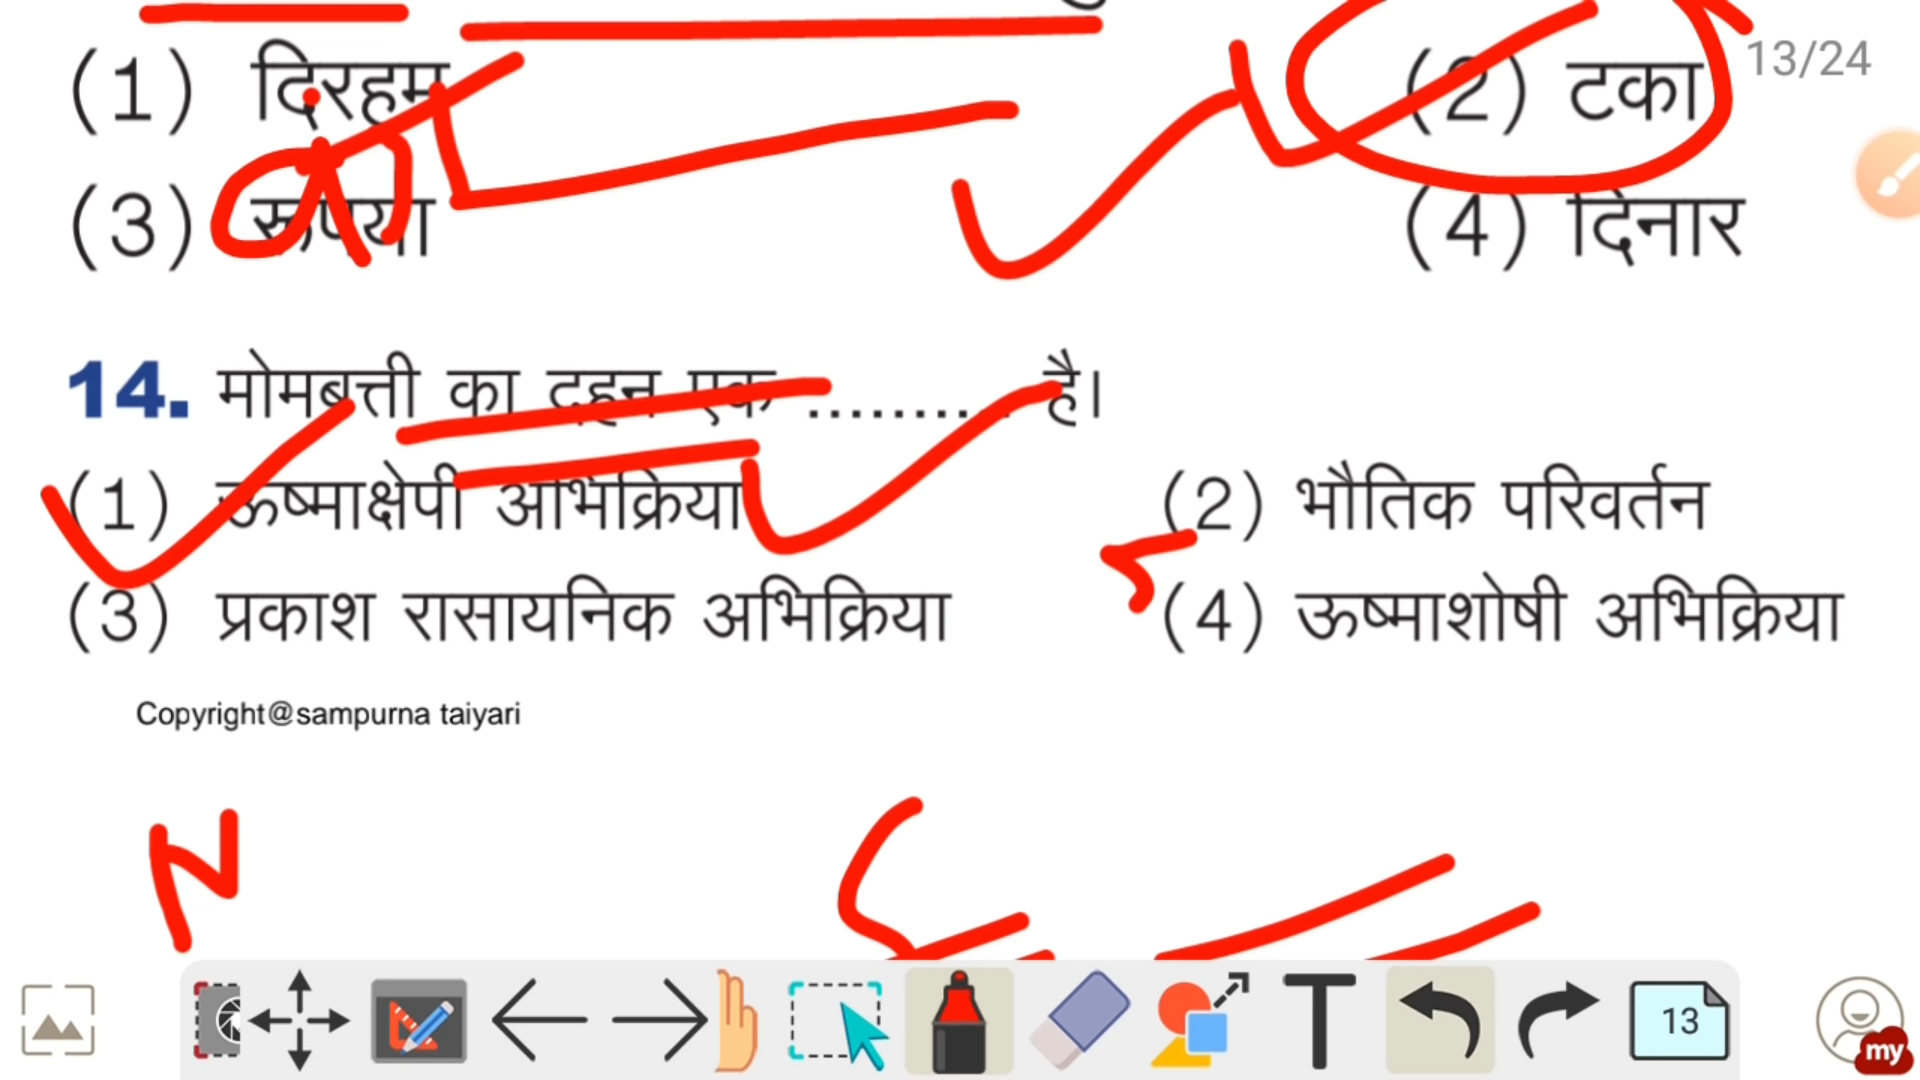 (1) दिरहम (2) टका 13/24
(3) रूपया (4) दिनार
14. मोमबत्ती का दहन एक .......... है।
(1) ऊष्माक्षेपी अभिक्रिया (2) भौतिक परिवर्तन
(3) प्रकाश रासायनिक अभिक्रिया (4) ऊष्माशोषी अभिक्रिया
Copyright@sampurna taiyari
13
my